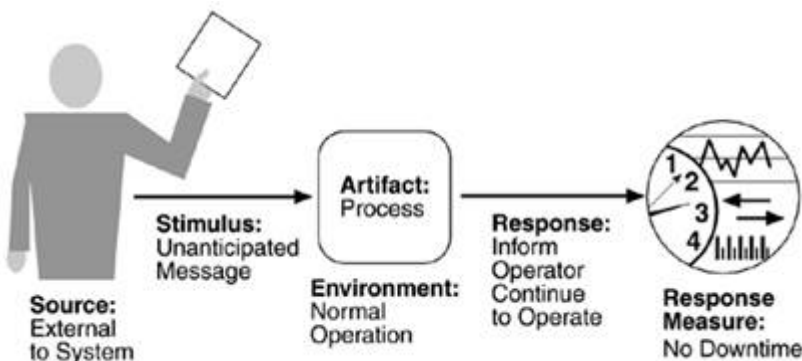 Source:
External
to System
Stimulus:
Unanticipated
Message
Artifact:
Process
Environment:
Normal
Operation
Response:
Inform
Operator
Continue
to Operate
1
2
3
4
Response
Measure:
No Downtime